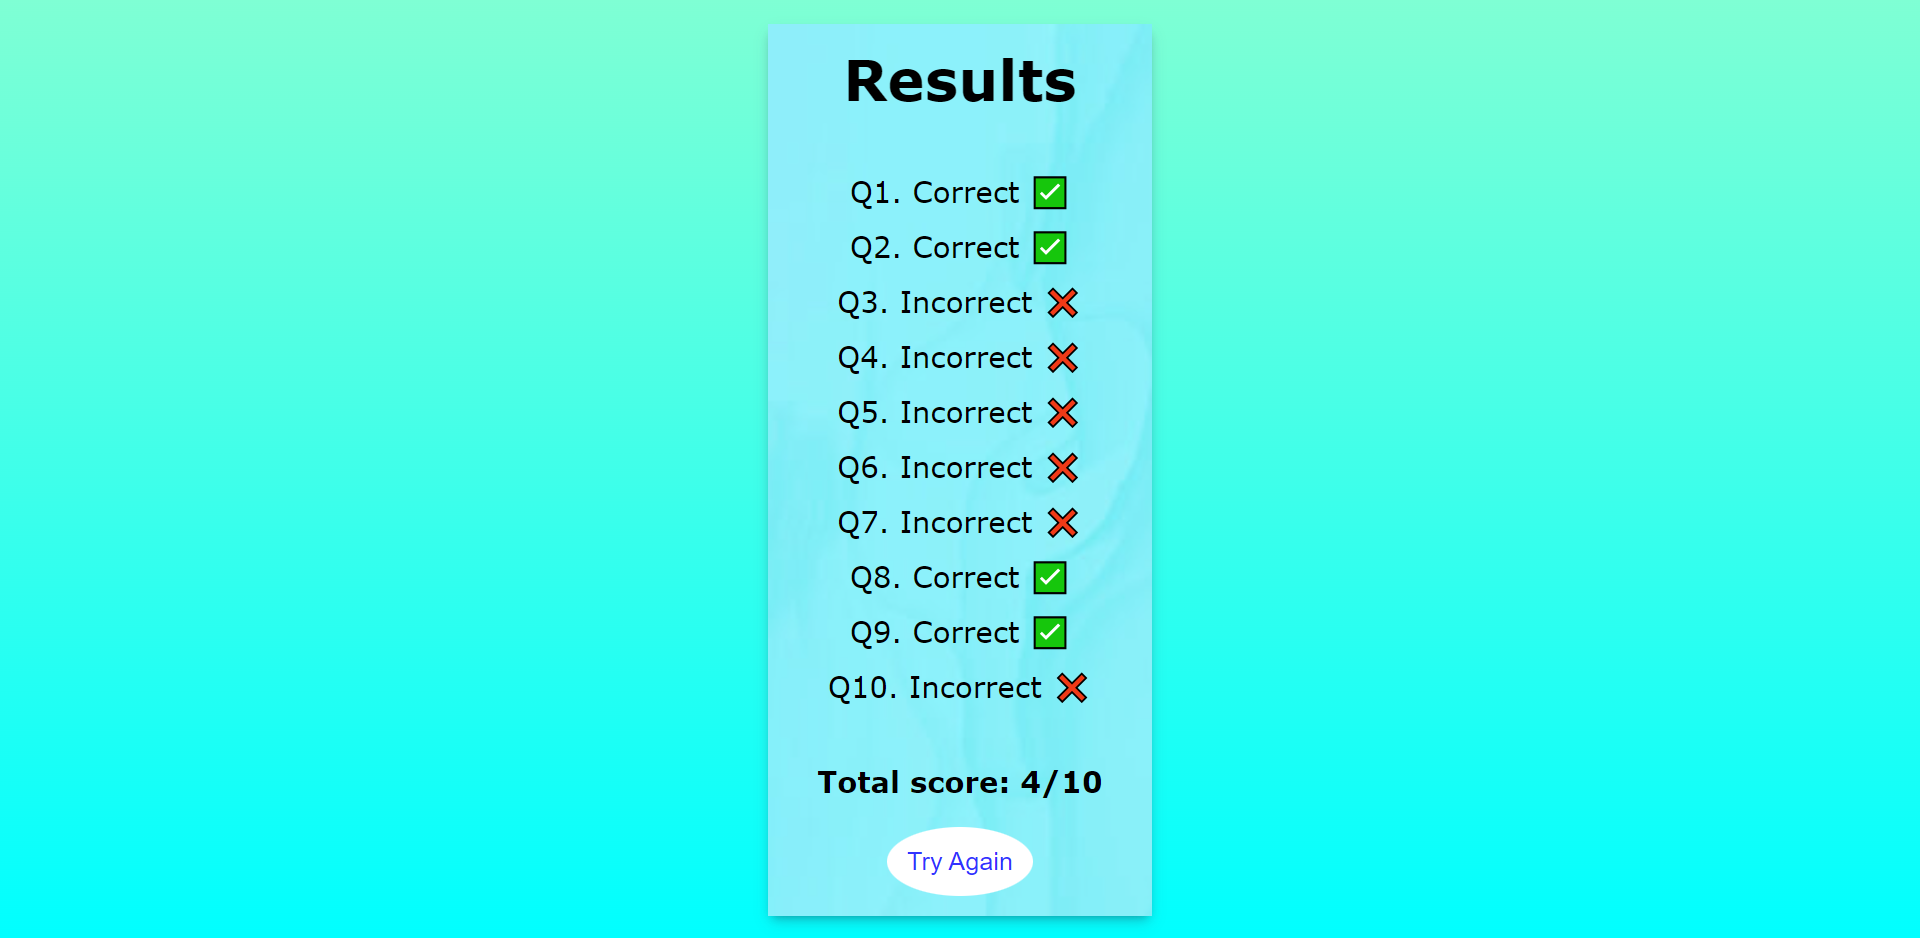 Results
Q1. Correct ✅
Q2. Correct ✅
Q3. Incorrect ❌
Q4. Incorrect ❌
Q5. Incorrect ❌
Q6. Incorrect ❌
Q7. Incorrect ❌
Q8. Correct ✅
Q9. Correct ✅
Q10. Incorrect ❌
Total score: 4/10
Try Again